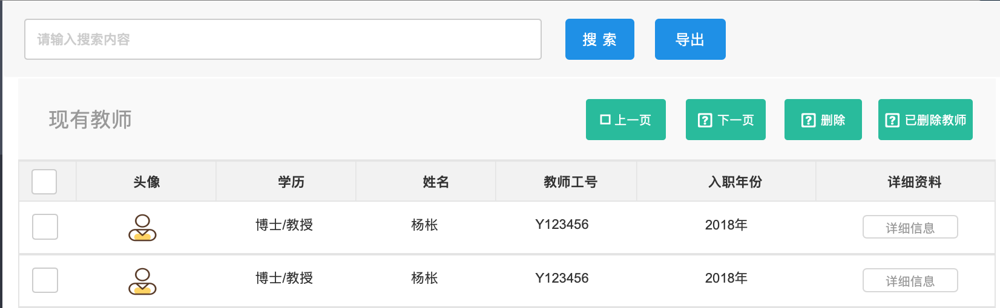 请输入搜索内容 搜 索 导出
现有教师 上一页 下一页 删除 已删除教师
头像 学历 姓名 教师工号 入职年份 详细资料
博士/教授 杨枨 Y123456 2018年 详细信息
博士/教授 杨枨 Y123456 2018年 详细信息